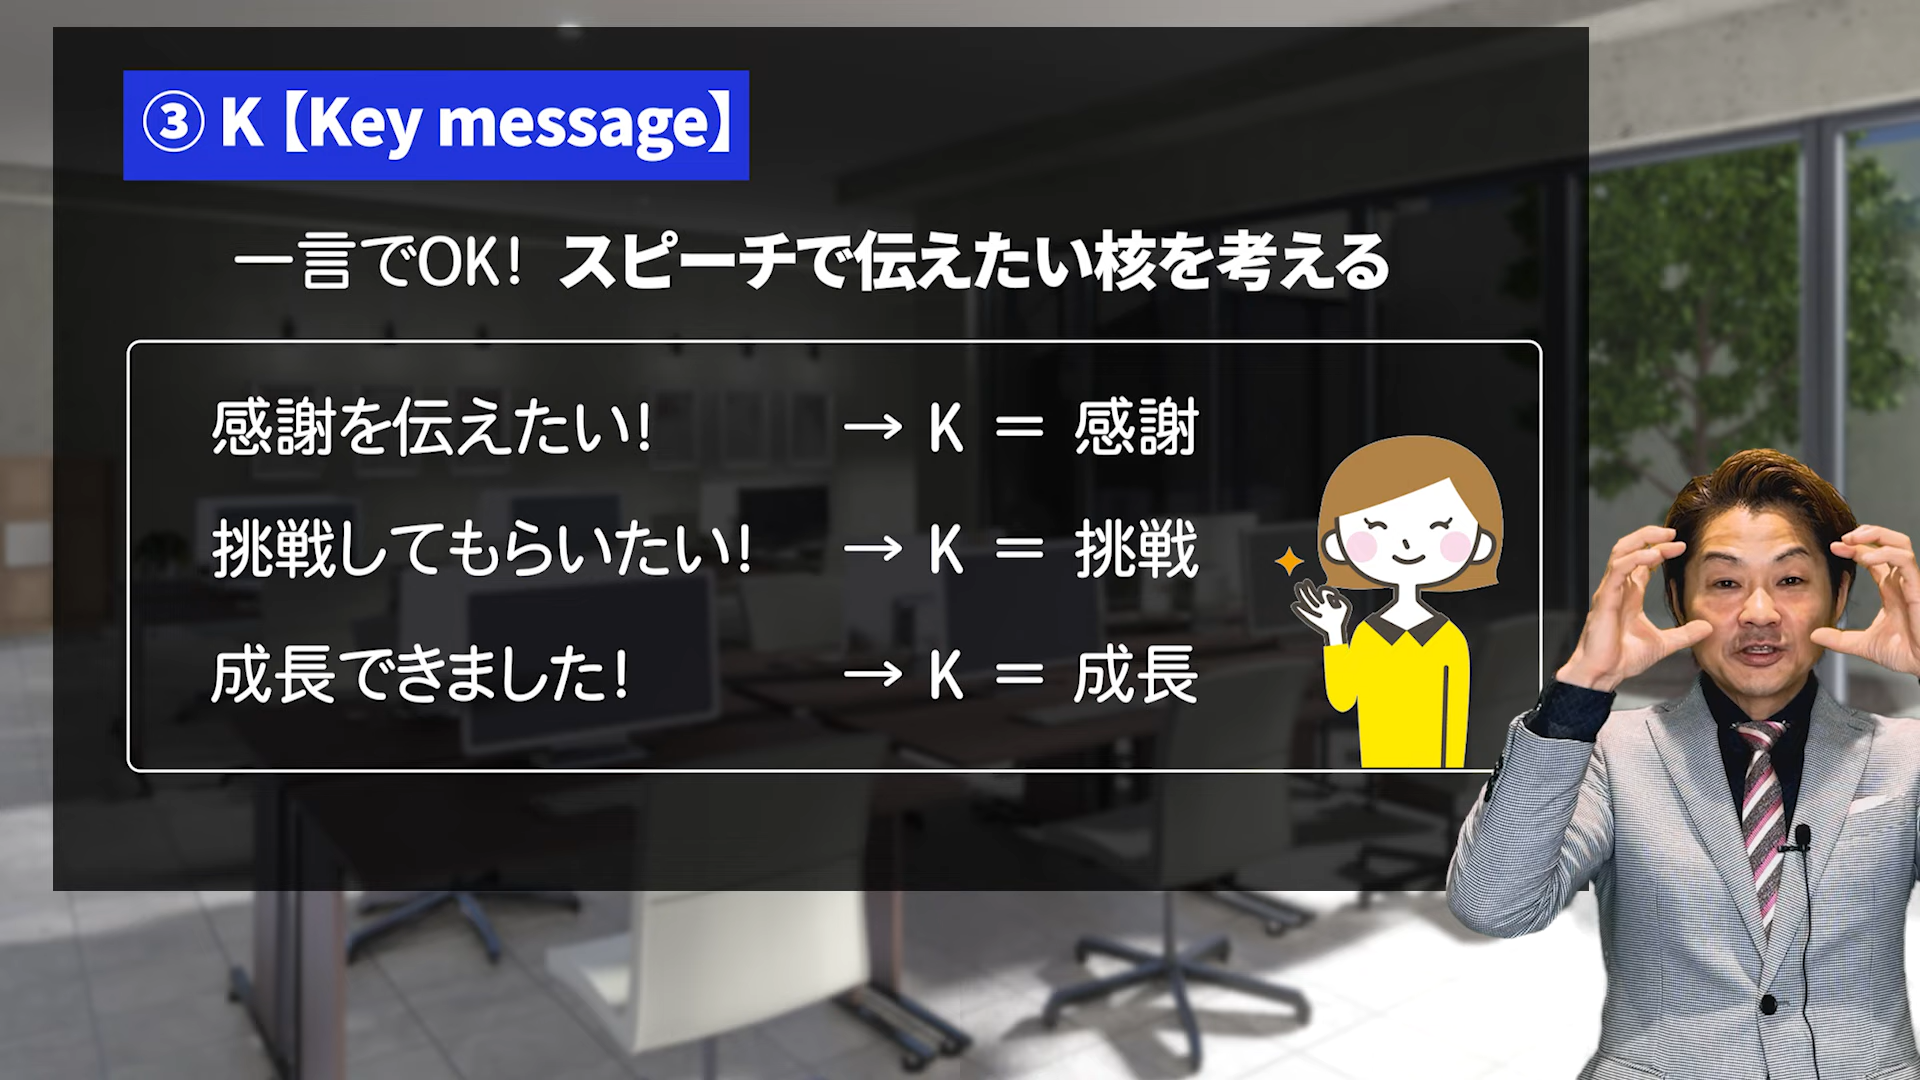 ③ K【Key message】
一言でOK! スピーチで伝えたい核を考える
感謝を伝えたい! → K = 感謝
挑戦してもらいたい! → K = 挑戦
成長できました! → K = 成長